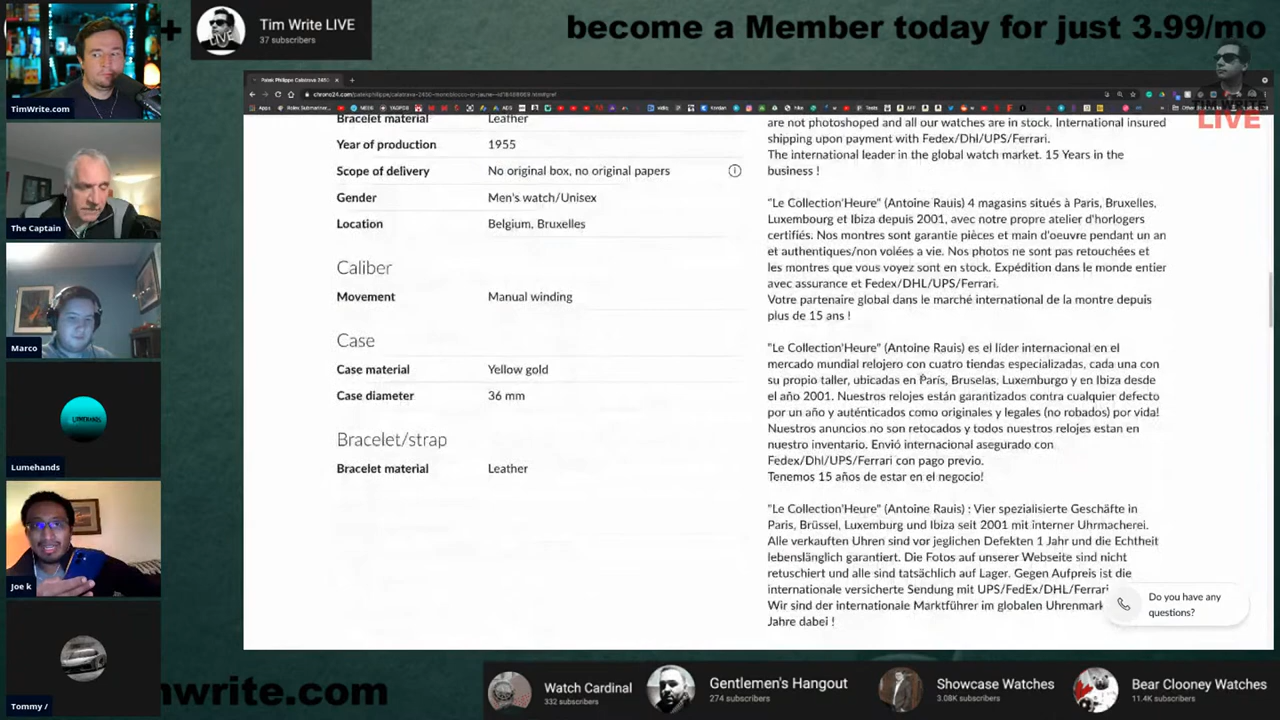 Tim Write LIVE
37 subscribers
become a Member today for just 3.99/mo
TimWrite.com
The Captain
Marco
LUMEHANDS
Lumehands
Joe k
Tommy /
Patek Philippe Calatrava 2450
Apps
Bracelet material Leather
Year of production 1955
Scope of delivery No original box, no original papers
Gender Men's watch/Unisex
Location Belgium, Bruxelles
Caliber
Movement Manual winding
Case
Case material Yellow gold
Case diameter 36 mm
Bracelet/strap
Bracelet material Leather
are not photoshoped and all our watches are in stock. International insured
shipping upon payment with Fedex/Dhl/UPS/Ferrari.
The international leader in the global watch market. 15 Years in the
business !
"Le Collection'Heure" (Antoine Rauis) 4 magasins situés à Paris, Bruxelles,
Luxembourg et Ibiza depuis 2001, avec notre propre atelier d'horlogers
certifiés. Nos montres sont garantie pièces et main d'oeuvre pendant un an
et authentiques/non volées a vie. Nos photos ne sont pas retouchées et
les montres que vous voyez sont en stock. Expédition dans le monde entier
avec assurance et Fedex/DHL/UPS/Ferrari.
Votre partenaire global dans le marché international de la montre depuis
plus de 15 ans !
"Le Collection'Heure" (Antoine Rauis) es el líder internacional en el
mercado mundial relojero con cuatro tiendas especializadas, cada una con
su propio taller, ubicadas en París, Bruselas, Luxemburgo y en Ibiza desde
el año 2001. Nuestros relojes están garantizados contra cualquier defecto
por un año y auténticados como originales y legales (no robados) por vida!
Nuestros anuncios no son retocados y todos nuestros relojes estan en
nuestro inventario. Envió internacional asegurado con
Fedex/Dhl/UPS/Ferrari con pago previo.
Tenemos 15 años de estar en el negocio!
"Le Collection'Heure" (Antoine Rauis) : Vier spezialisierte Geschäfte in
Paris, Brüssel, Luxemburg und Ibiza seit 2001 mit interner Uhrmacherei.
Alle verkauften Uhren sind vor jeglichen Defekten 1 Jahr und die Echtheit
lebenslänglich garantiert. Die Fotos auf unserer Webseite sind nicht
retuschiert und alle sind tatsächlich auf Lager. Gegen Aufpreis ist die
internationale versicherte Sendung mit UPS/FedEx/DHL/Ferrari
Wir sind der internationale Marktführer im globalen Uhrenmark
Jahre dabei !
Do you have any
questions?
TIM WRITE
LIVE
nwrite.com
Watch Cardinal
332 subscribers
Gentlemen's Hangout
274 subscribers
Showcase Watches
3.08K subscribers
Bear Clooney Watches
11.4K subscribers